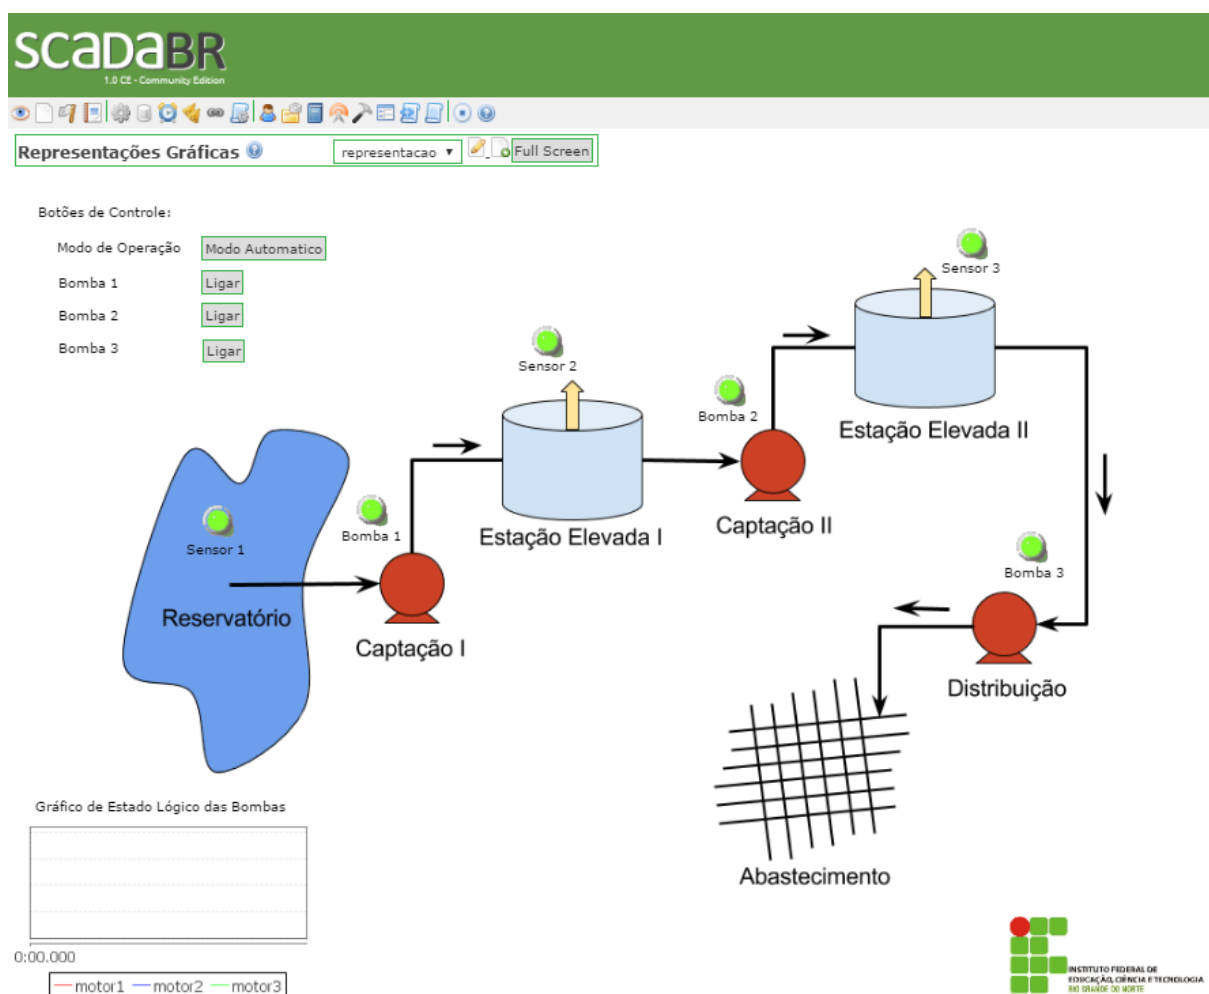 scadaBR
1.0 CE - Community Edition
Representações Gráficas
representacao
Full Screen
Botões de Controle:
Modo de Operação
Modo Automatico
Bomba 1
Ligar
Bomba 2
Ligar
Bomba 3
Ligar
Sensor 3
Sensor 2
Bomba 2
Estação Elevada II
Sensor 1
Bomba 1
Estação Elevada I
Captação II
Bomba 3
Reservatório
Captação I
Distribuição
Gráfico de Estado Lógico das Bombas
Abastecimento
0:00.000
motor1 motor2 motor3
INSTITUTO FEDERAL DE
EDUCAÇÃO, CIÊNCIA E TECNOLOGIA
RIO GRANDE DO NORTE